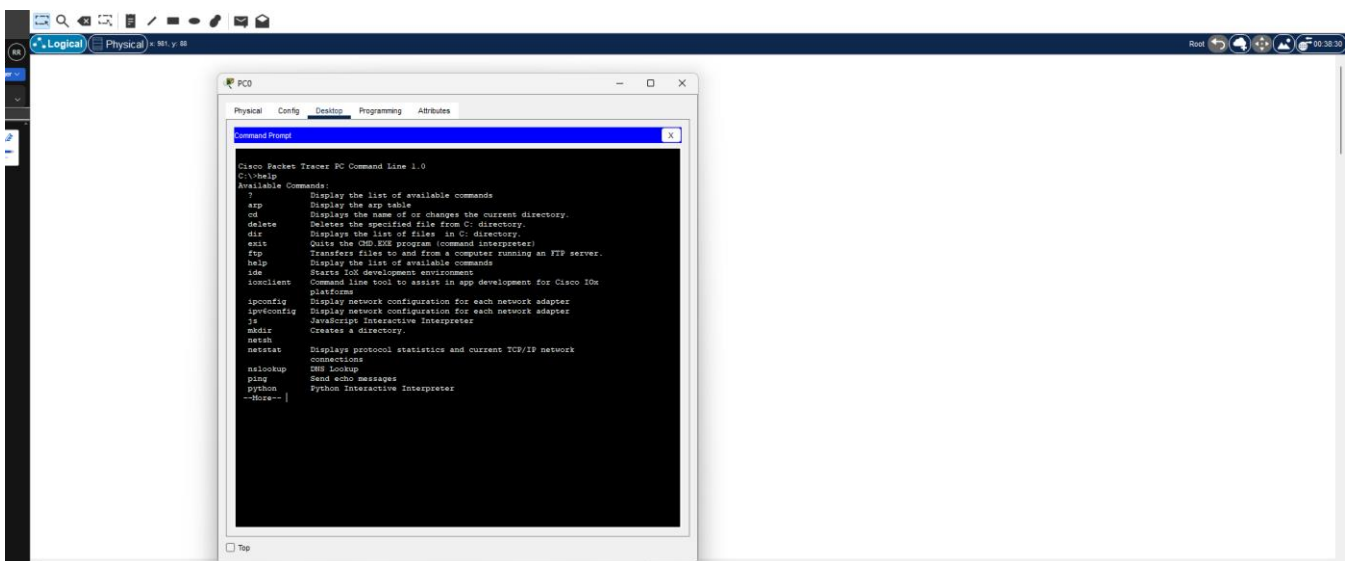 Logical Physical x: 981, y: 88 Root 00:38:30
RR
PC0
Physical Config Desktop Programming Attributes
Command Prompt X
Cisco Packet Tracer PC Command Line 1.0
C:\>help
Available Commands:
? Display the list of available commands
arp Display the arp table
cd Displays the name of or changes the current directory.
delete Deletes the specified file from C: directory.
dir Displays the list of files in C: directory.
exit Quits the CMD.EXE program (command interpreter)
ftp Transfers files to and from a computer running an FTP server.
help Display the list of available commands
ide Starts IoX development environment
ioxclient Command line tool to assist in app development for Cisco IOx
platforms
ipconfig Display network configuration for each network adapter
ipv6config Display network configuration for each network adapter
js JavaScript Interactive Interpreter
mkdir Creates a directory.
netsh
netstat Displays protocol statistics and current TCP/IP network
connections
nslookup DNS Lookup
ping Send echo messages
python Python Interactive Interpreter
--More--
Top